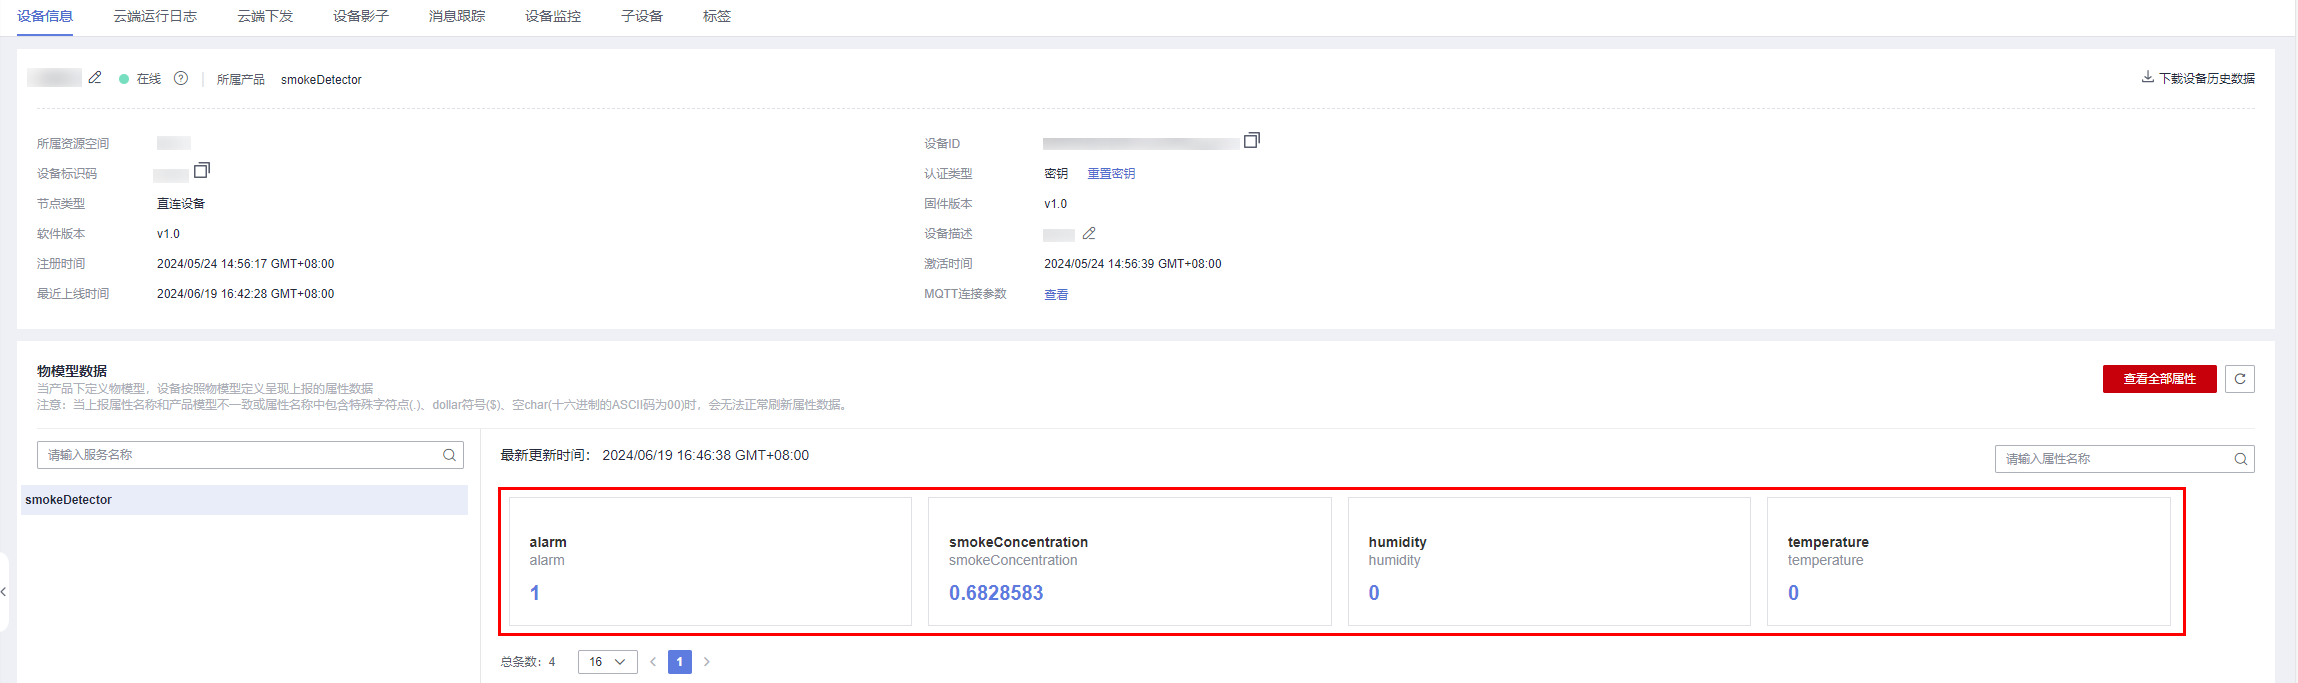 设备信息 云端运行日志 云端下发 设备影子 消息跟踪 设备监控 子设备 标签
在线 所属产品 smokeDetector 下载设备历史数据
所属资源空间 设备ID
设备标识码 认证类型 密钥 重置密钥
节点类型 直连设备 固件版本 v1.0
软件版本 v1.0 设备描述
注册时间 2024/05/24 14:56:17 GMT+08:00 激活时间 2024/05/24 14:56:39 GMT+08:00
最近上线时间 2024/06/19 16:42:28 GMT+08:00 MQTT连接参数 查看
物模型数据
当产品下定义物模型，设备按照物模型定义呈现上报的属性数据
注意：当上报属性名称和产品模型不一致或属性名称中包含特殊字符点(.)、dollar符号($)、空char(十六进制的ASCII码为00)时，会无法正常刷新属性数据。
查看全部属性
请输入服务名称
smokeDetector
最新更新时间： 2024/06/19 16:46:38 GMT+08:00
请输入属性名称
alarm
alarm
1
smokeConcentration
smokeConcentration
0.6828583
humidity
humidity
0
temperature
temperature
0
总条数：4 16 1